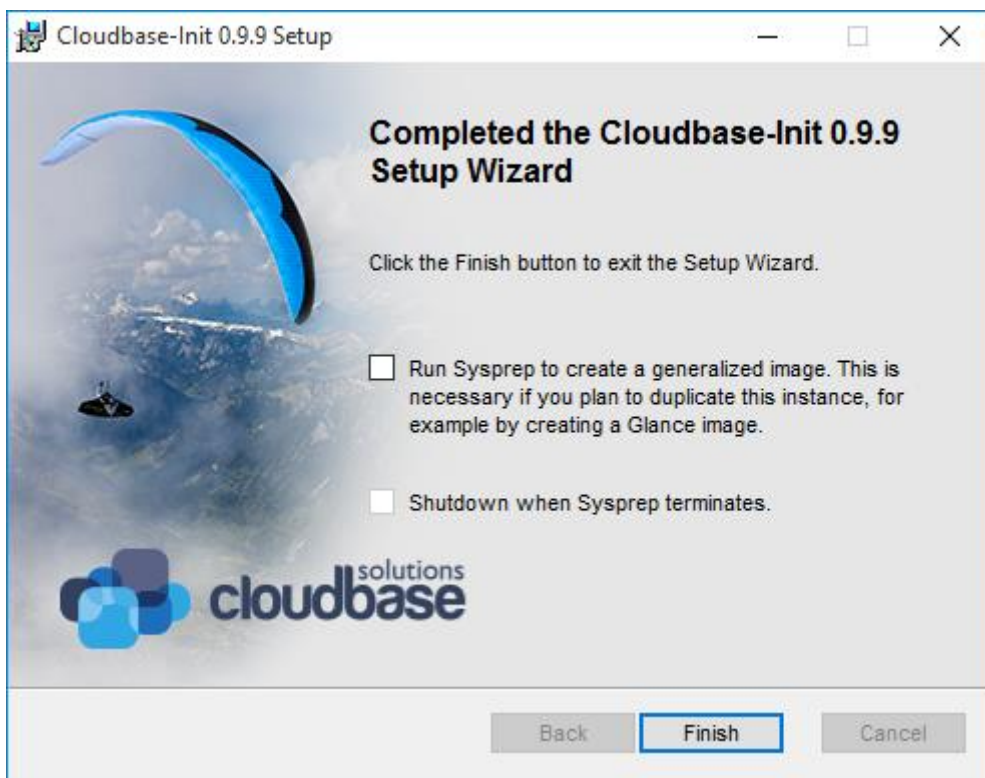 Cloudbase-Init 0.9.9 Setup
Completed the Cloudbase-Init 0.9.9
Setup Wizard
Click the Finish button to exit the Setup Wizard.
Run Sysprep to create a generalized image. This is
necessary if you plan to duplicate this instance, for
example by creating a Glance image.
Shutdown when Sysprep terminates.
solutions
cloudbase
Back Finish Cancel